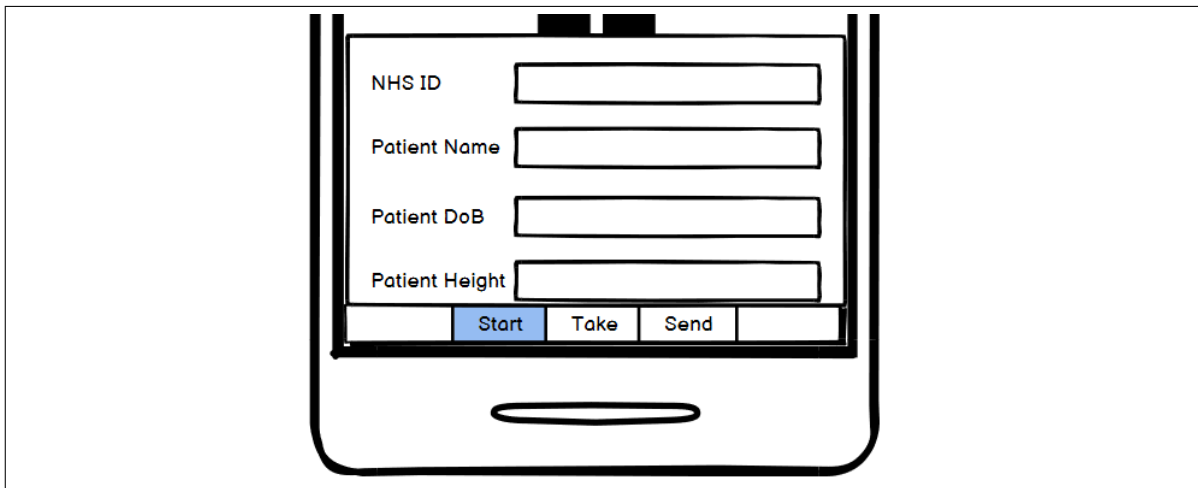 NHS ID
Patient Name
Patient DoB
Patient Height
Start Take Send